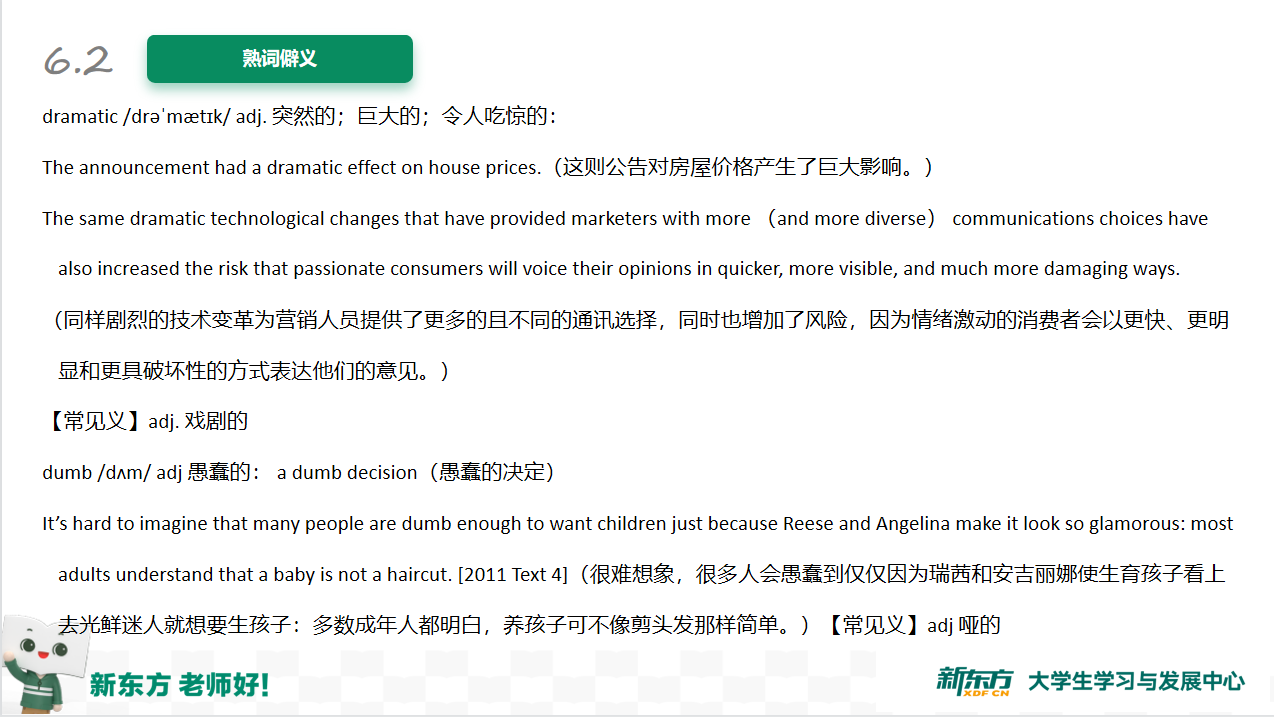 6.2
熟词僻义
dramatic /drəˈmætɪk/ adj. 突然的；巨大的；令人吃惊的：
The announcement had a dramatic effect on house prices.（这则公告对房屋价格产生了巨大影响。）
The same dramatic technological changes that have provided marketers with more （and more diverse） communications choices have
also increased the risk that passionate consumers will voice their opinions in quicker, more visible, and much more damaging ways.
（同样剧烈的技术变革为营销人员提供了更多的且不同的通讯选择，同时也增加了风险，因为情绪激动的消费者会以更快、更明
显和更具破坏性的方式表达他们的意见。）
【常见义】adj. 戏剧的
dumb /dʌm/ adj 愚蠢的： a dumb decision（愚蠢的决定）
It’s hard to imagine that many people are dumb enough to want children just because Reese and Angelina make it look so glamorous: most
adults understand that a baby is not a haircut. [2011 Text 4]（很难想象，很多人会愚蠢到仅仅因为瑞茜和安吉丽娜使生育孩子看上
去光鲜迷人就想要生孩子：多数成年人都明白，养孩子可不像剪头发那样简单。）【常见义】adj 哑的
新东方 老师好！
新东方 XDF.CN 大学生学习与发展中心